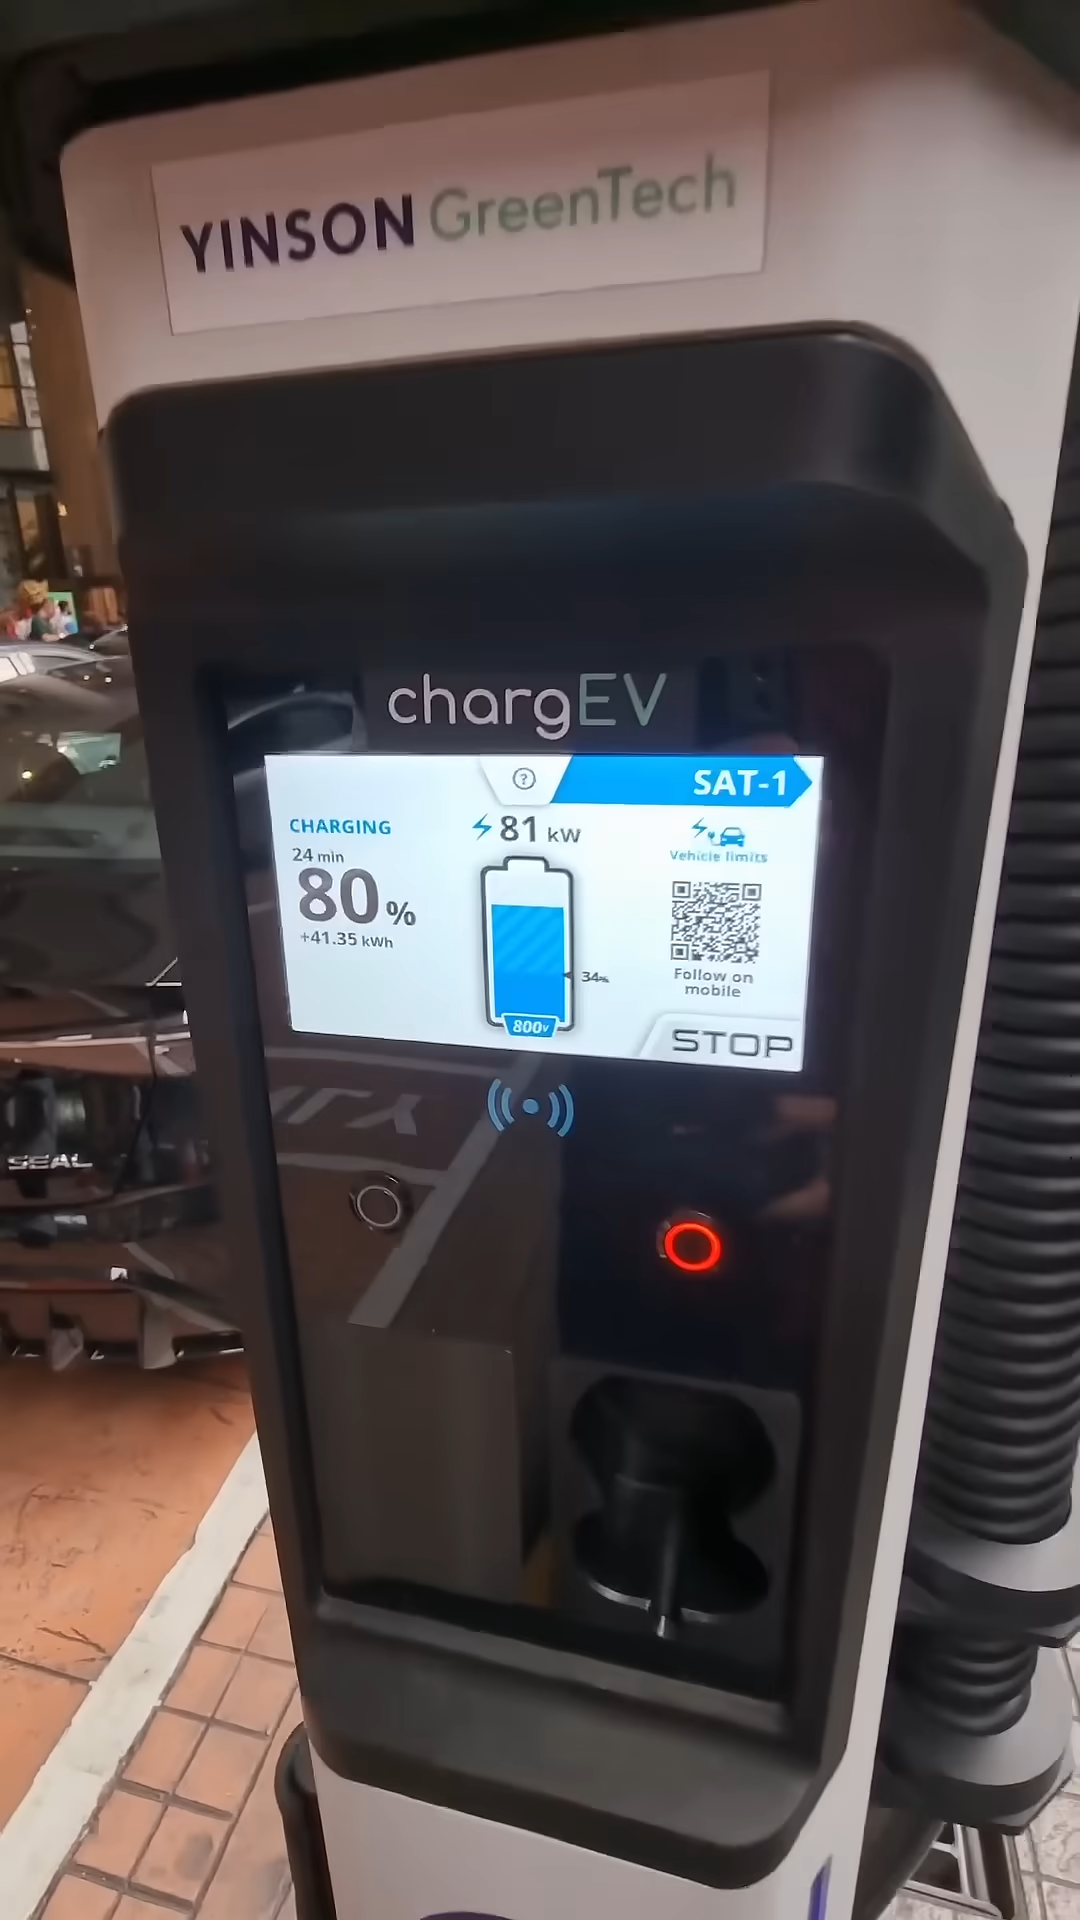 YINSON GreenTech
chargEV
?
SAT-1
CHARGING
24 min
80%
+41.35 kWh
81 kW
34%
800V
Vehicle limits
Follow on
mobile
STOP
SEAL